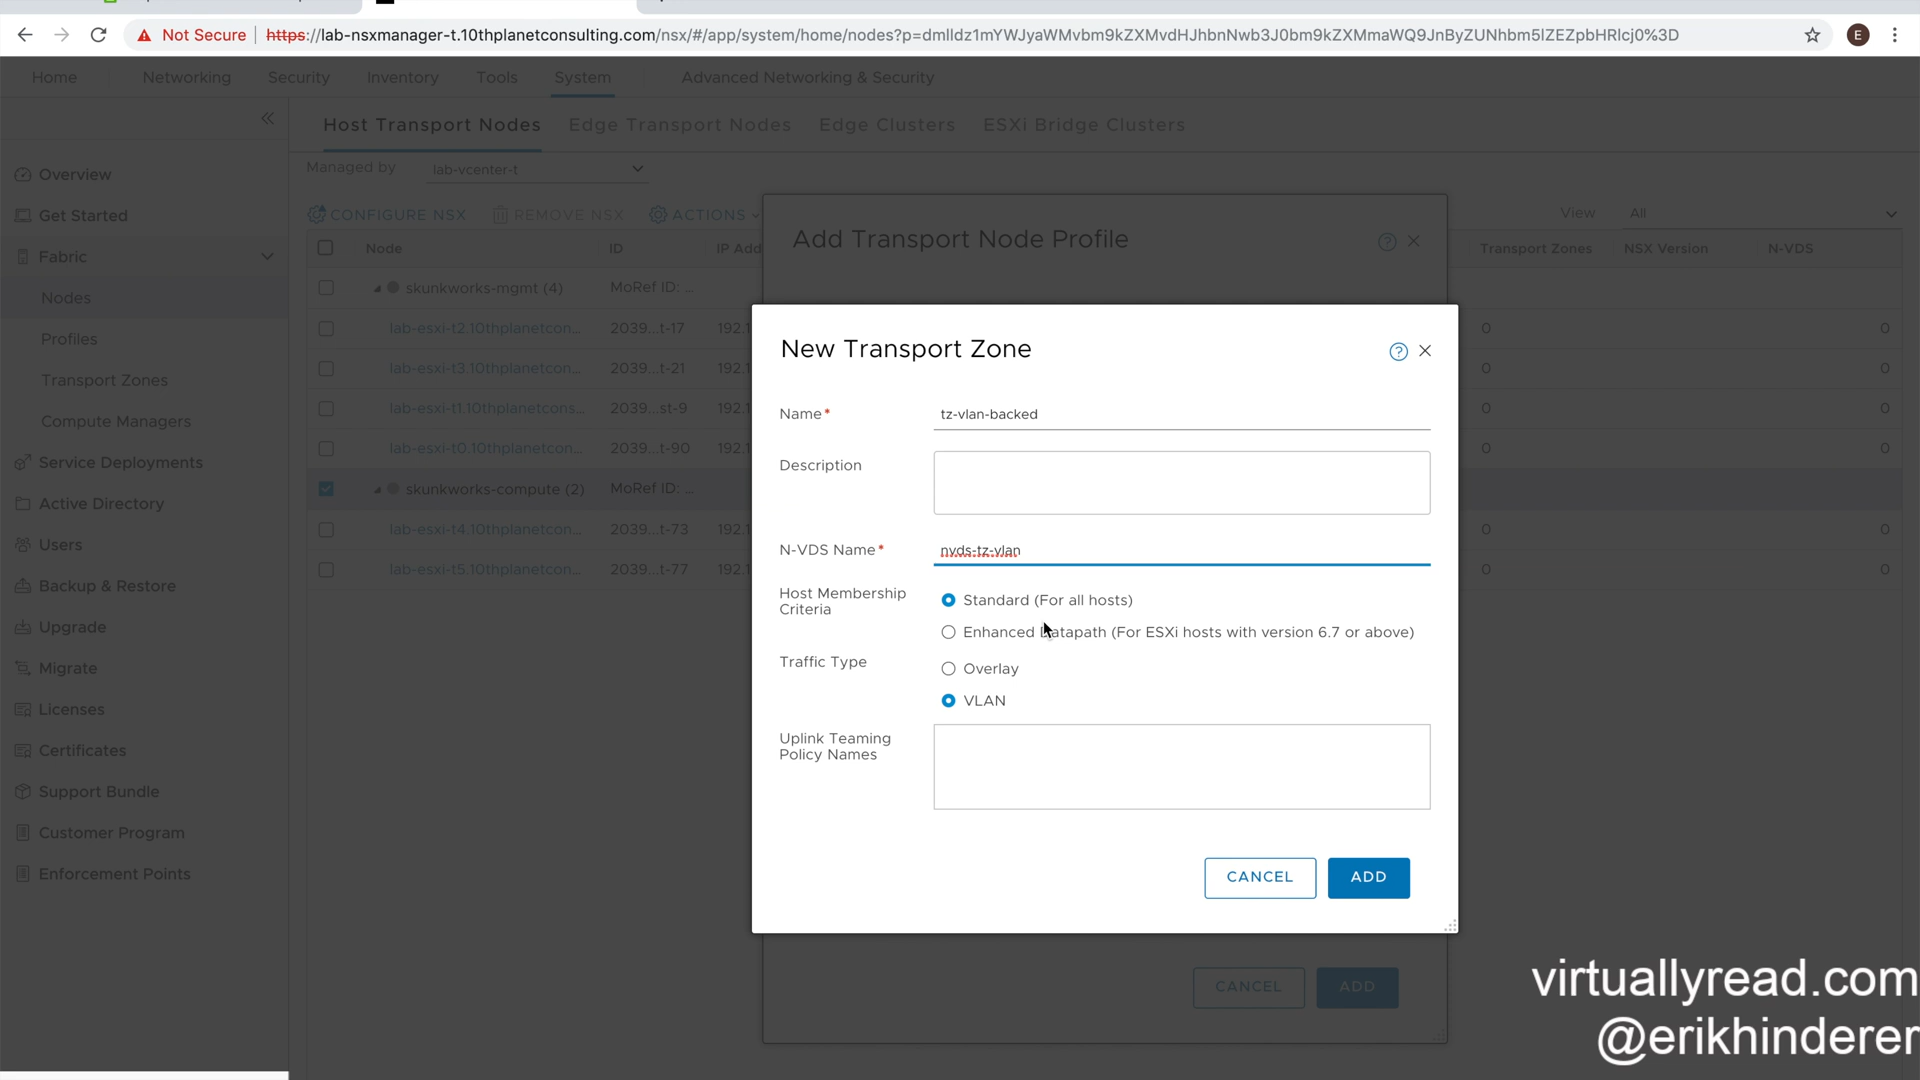 Not Secure
https://lab-nsxmanager-t.10thplanetconsulting.com/nsx/#/app/system/home/nodes?p=dmlldz1mYWJyaWMvbm9kZXMvdHJhbnNwb3J0bm9kZXMmaWQ9JnByZUNhbm5lZEZpbHRlcj0%3D
E
Home
Networking
Security
Inventory
Tools
System
Advanced Networking & Security
Host Transport Nodes
Edge Transport Nodes
Edge Clusters
ESXi Bridge Clusters
Managed by
lab-vcenter-t
Overview
Get Started
Fabric
Nodes
Profiles
Transport Zones
Compute Managers
Service Deployments
Active Directory
Users
Backup & Restore
Upgrade
Migrate
Licenses
Certificates
Support Bundle
Customer Program
Enforcement Points
CONFIGURE NSX
REMOVE NSX
ACTIONS
View
All
Node
ID
IP Add
Transport Zones
NSX Version
N-VDS
skunkworks-mgmt (4) MoRef ID: ...
lab-esxi-t2.10thplanetcon... 2039...t-17 192.1 0 0
lab-esxi-t3.10thplanetcon... 2039...t-21 192.1 0 0
lab-esxi-t1.10thplanetcons... 2039...st-9 192.1 0 0
lab-esxi-t0.10thplanetcon... 2039...t-90 192.1 0 0
skunkworks-compute (2) MoRef ID: ...
lab-esxi-t4.10thplanetcon... 2039...t-73 192.1 0 0
lab-esxi-t5.10thplanetcon... 2039...t-77 192.1 0 0
Add Transport Node Profile
New Transport Zone
Name*
tz-vlan-backed
Description
N-VDS Name*
nvds-tz-vlan
Host Membership
Criteria
Standard (For all hosts)
Enhanced Datapath (For ESXi hosts with version 6.7 or above)
Traffic Type
Overlay
VLAN
Uplink Teaming
Policy Names
CANCEL
ADD
CANCEL
ADD
virtuallyread.com
@erikhinderer